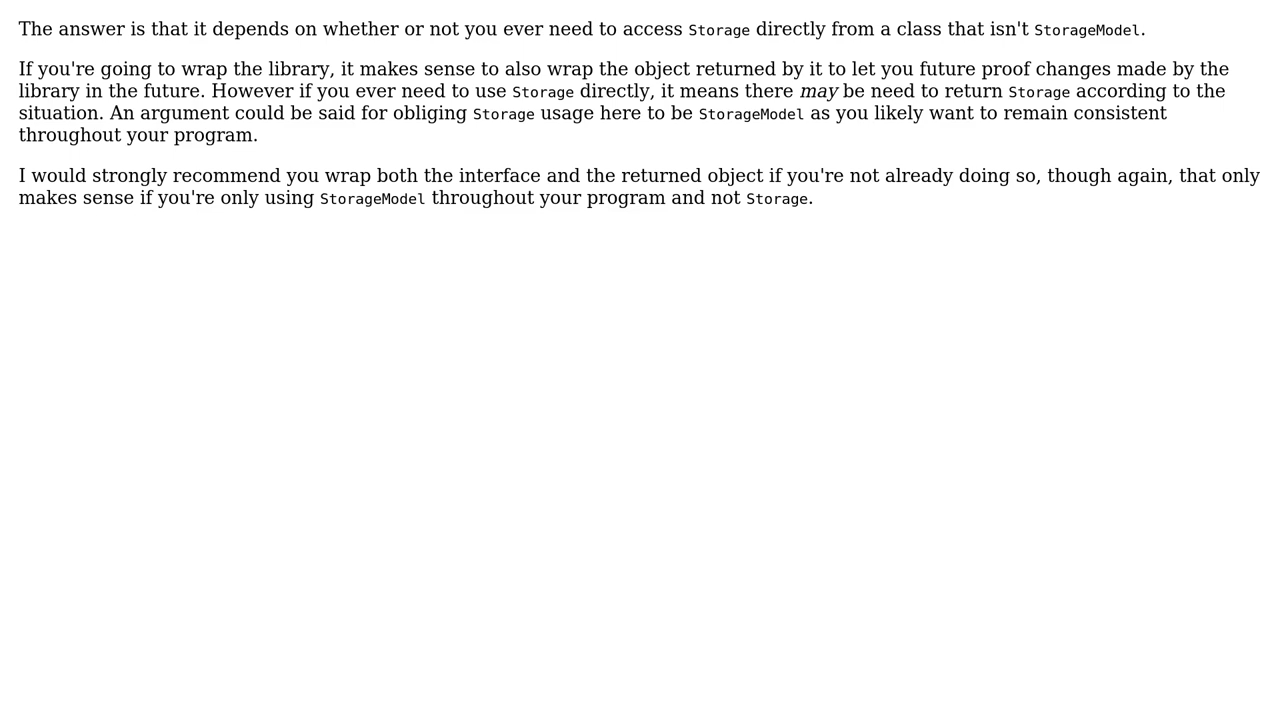 The answer is that it depends on whether or not you ever need to access Storage directly from a class that isn't StorageModel.
If you're going to wrap the library, it makes sense to also wrap the object returned by it to let you future proof changes made by the
library in the future. However if you ever need to use Storage directly, it means there may be need to return Storage according to the
situation. An argument could be said for obliging Storage usage here to be StorageModel as you likely want to remain consistent
throughout your program.
I would strongly recommend you wrap both the interface and the returned object if you're not already doing so, though again, that only
makes sense if you're only using StorageModel throughout your program and not Storage.